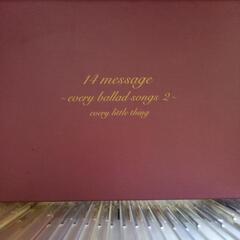 14 message
~every ballad songs 2~
every little thing